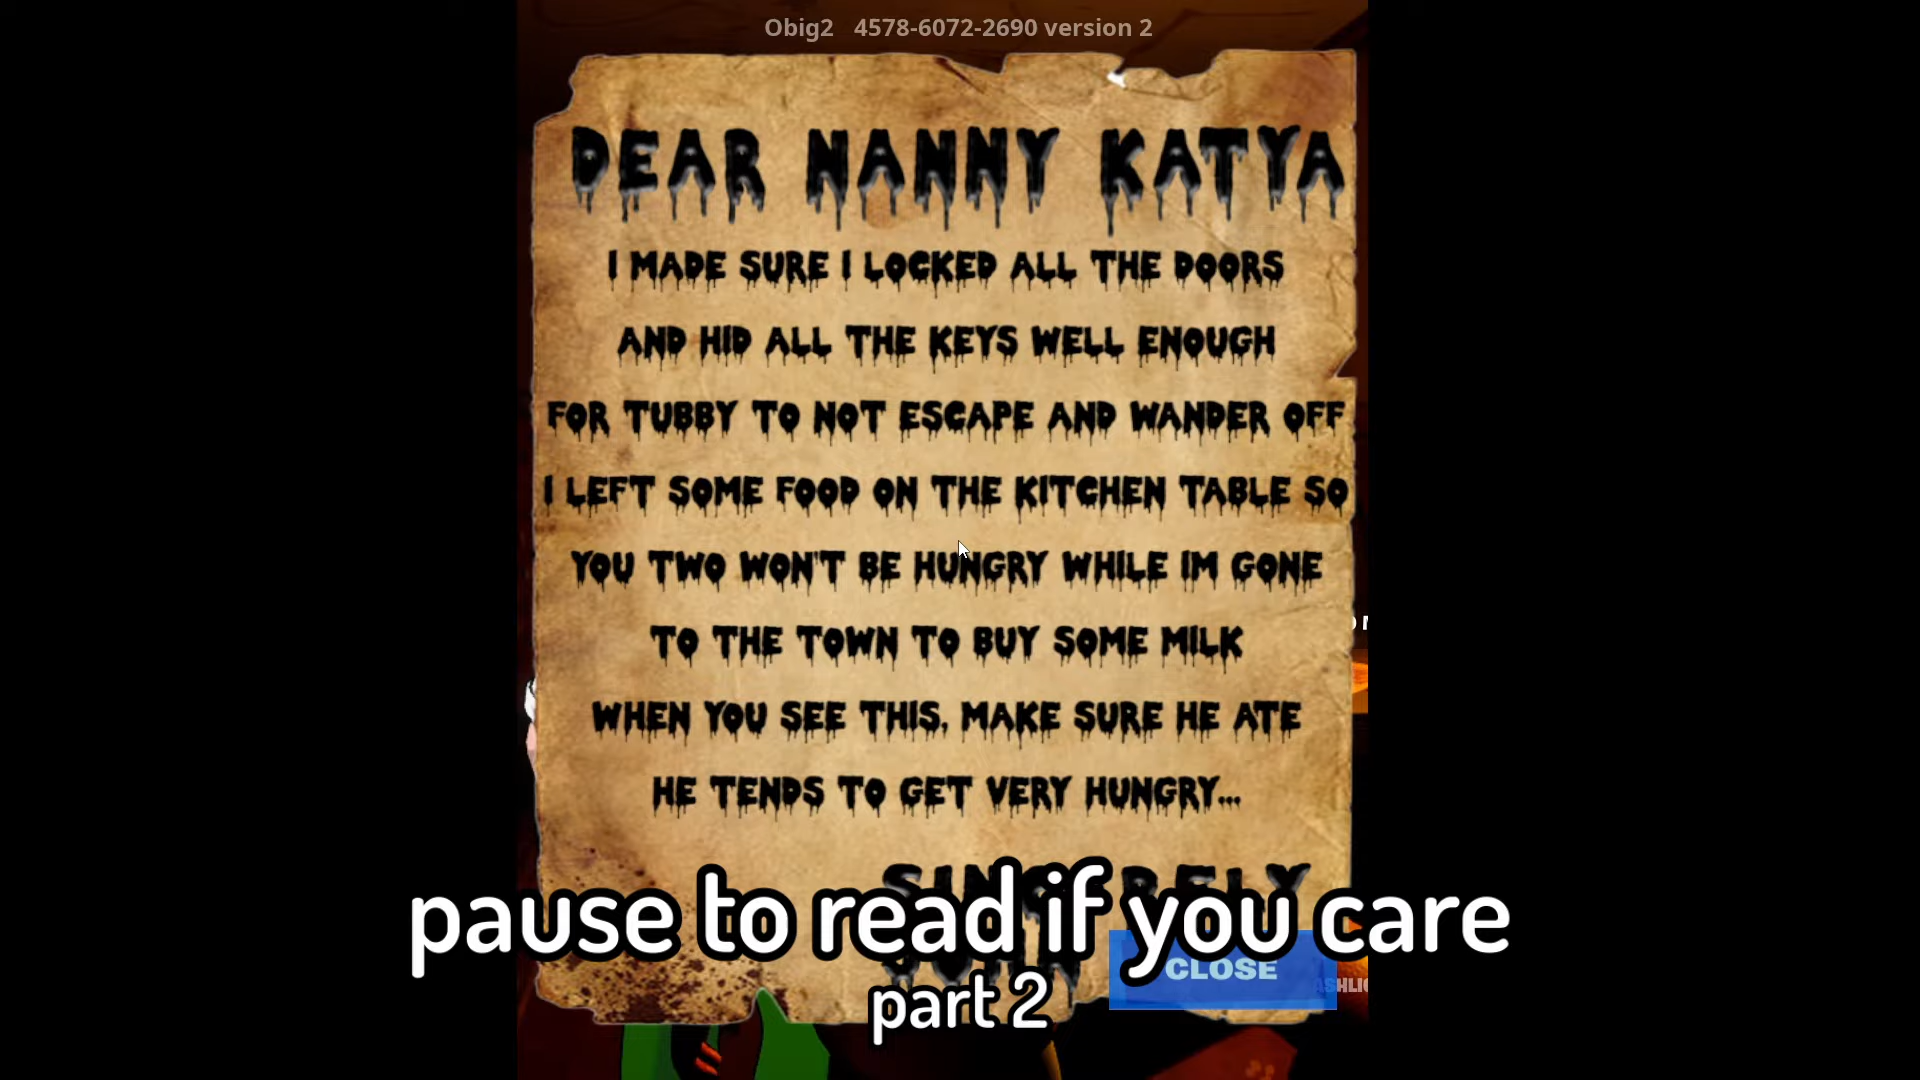 Obig2 4578-6072-2690 version 2
DEAR NANNY KATYA
I MADE SURE I LOCKED ALL THE DOORS
AND HID ALL THE KEYS WELL ENOUGH
FOR TUBBY TO NOT ESCAPE AND WANDER OFF
I LEFT SOME FOOD ON THE KITCHEN TABLE SO
YOU TWO WON'T BE HUNGRY WHILE IM GONE
TO THE TOWN TO BUY SOME MILK
WHEN YOU SEE THIS, MAKE SURE HE ATE
HE TENDS TO GET VERY HUNGRY...
SINCERELY
pause to read if you care
CLOSE
part 2